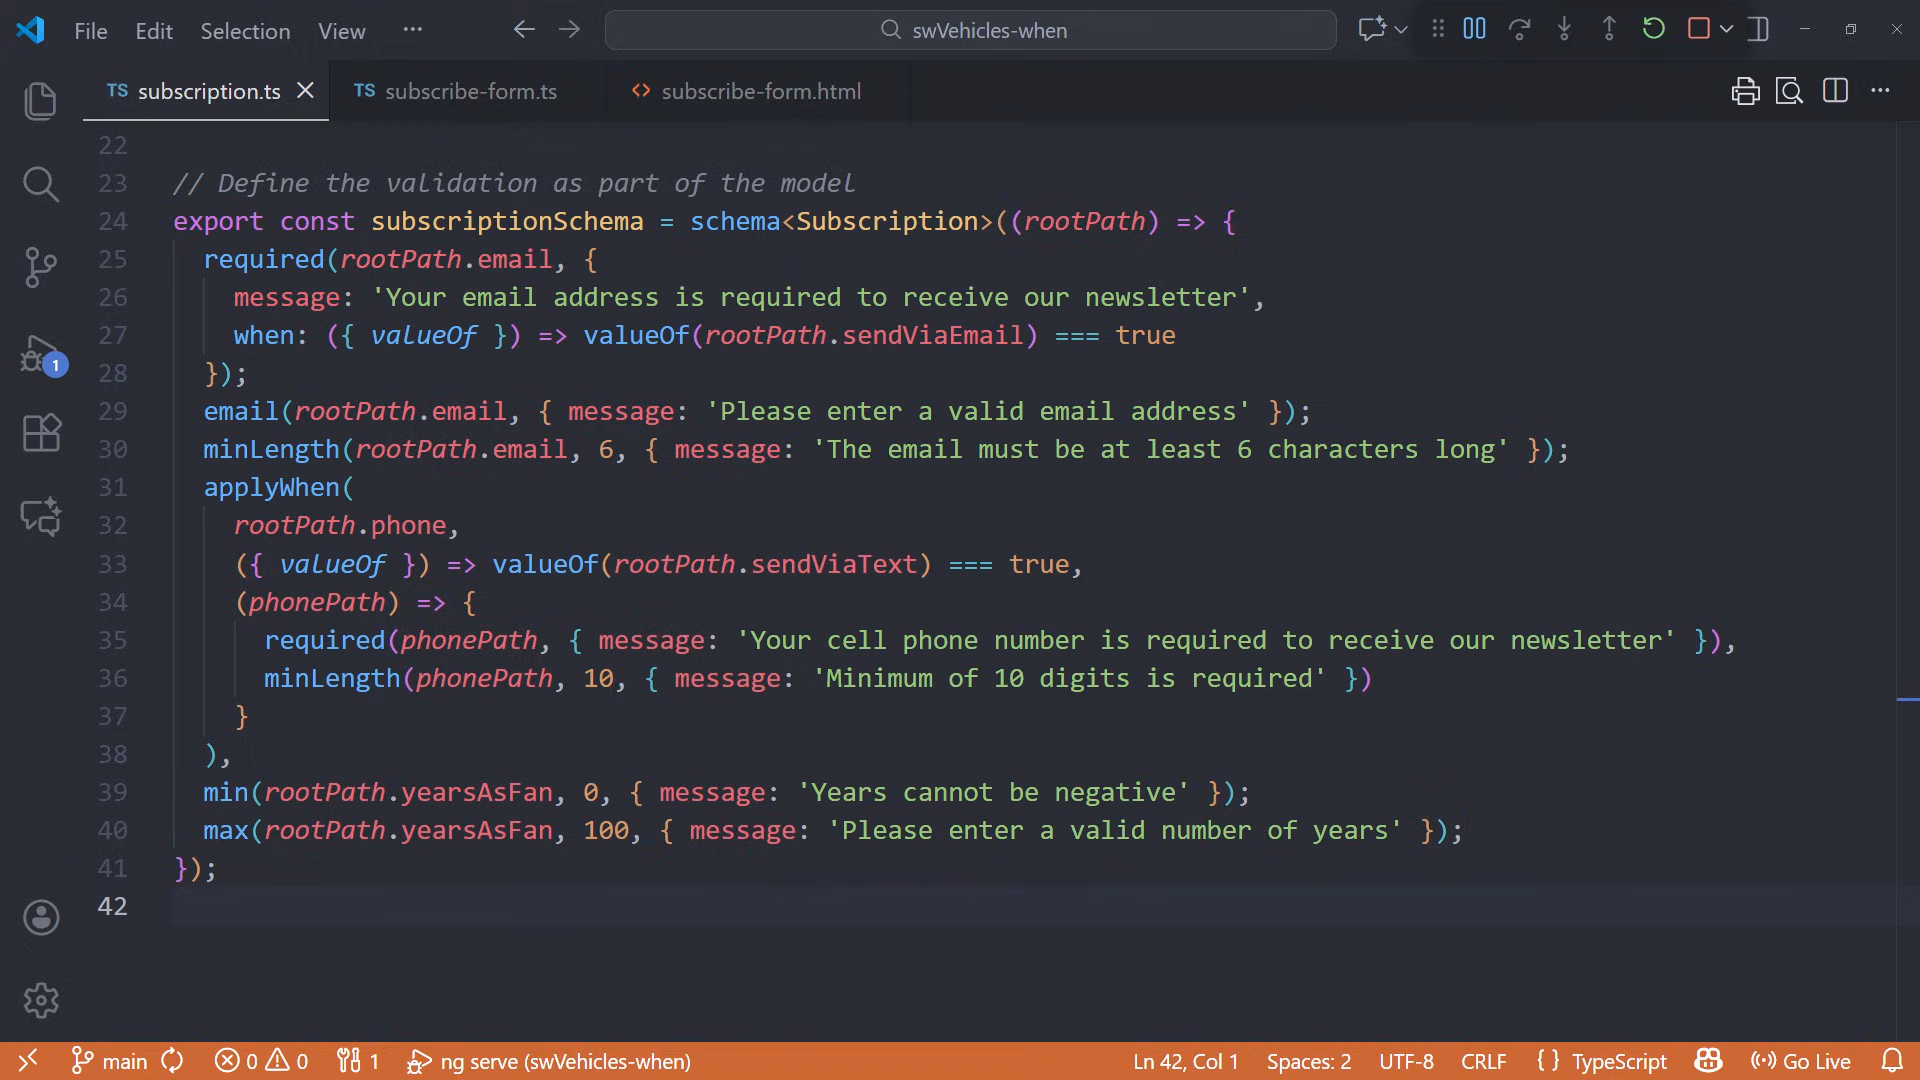 File Edit Selection View ··· swVehicles-when
TS subscription.ts TS subscribe-form.ts <> subscribe-form.html
22
23 // Define the validation as part of the model
24 export const subscriptionSchema = schema<Subscription>((rootPath) => {
25 required(rootPath.email, {
26 message: 'Your email address is required to receive our newsletter',
27 when: ({ valueOf }) => valueOf(rootPath.sendViaEmail) === true
28 });
29 email(rootPath.email, { message: 'Please enter a valid email address' });
30 minLength(rootPath.email, 6, { message: 'The email must be at least 6 characters long' });
31 applyWhen(
32 rootPath.phone,
33 ({ valueOf }) => valueOf(rootPath.sendViaText) === true,
34 (phonePath) => {
35 required(phonePath, { message: 'Your cell phone number is required to receive our newsletter' }),
36 minLength(phonePath, 10, { message: 'Minimum of 10 digits is required' })
37 }
38 ),
39 min(rootPath.yearsAsFan, 0, { message: 'Years cannot be negative' });
40 max(rootPath.yearsAsFan, 100, { message: 'Please enter a valid number of years' });
41 });
42
1
main 0 0 1 ng serve (swVehicles-when) Ln 42, Col 1 Spaces: 2 UTF-8 CRLF {} TypeScript Go Live